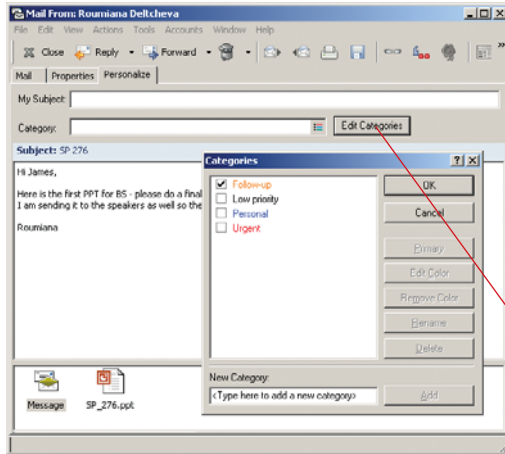 Mail From: Roumiana Deltcheva
File Edit View Actions Tools Accounts Window Help
Close Reply Forward
Mail Properties Personalize
My Subject:
Category: Edit Categories
Subject: SP 276
Hi James,
Here is the first PPT for BS - please do a final
I am sending it to the speakers as well so the
Roumiana
Categories
Follow-up
Low priority
Personal
Urgent
OK
Cancel
Primary
Edit Color
Remove Color
Rename
Delete
New Category:
<Type here to add a new category> Add
Message SP_276.ppt